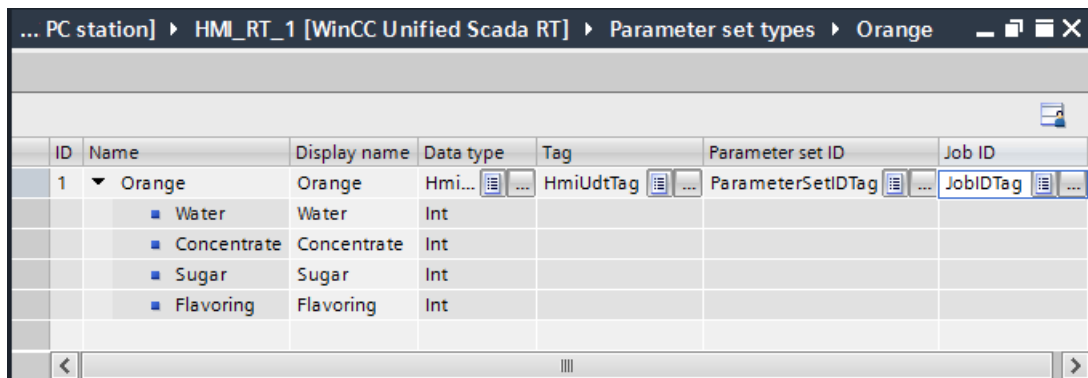 ... PC station] ▸ HMI_RT_1 [WinCC Unified Scada RT] ▸ Parameter set types ▸ Orange
ID Name Display name Data type Tag Parameter set ID Job ID
1 Orange Orange Hmi... ... HmiUdtTag ... ParameterSetIDTag ... JobIDTag ...
Water Water Int
Concentrate Concentrate Int
Sugar Sugar Int
Flavoring Flavoring Int